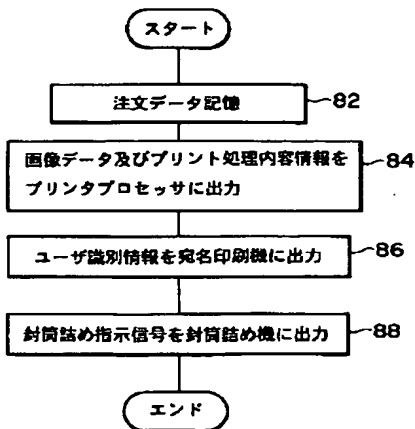 スタート
注文データ記憶
82
画像データ及びプリント処理内容情報を
プリンタプロセッサに出力
84
ユーザ識別情報を宛名印刷機に出力
86
封筒詰め指示信号を封筒詰め機に出力
88
エンド